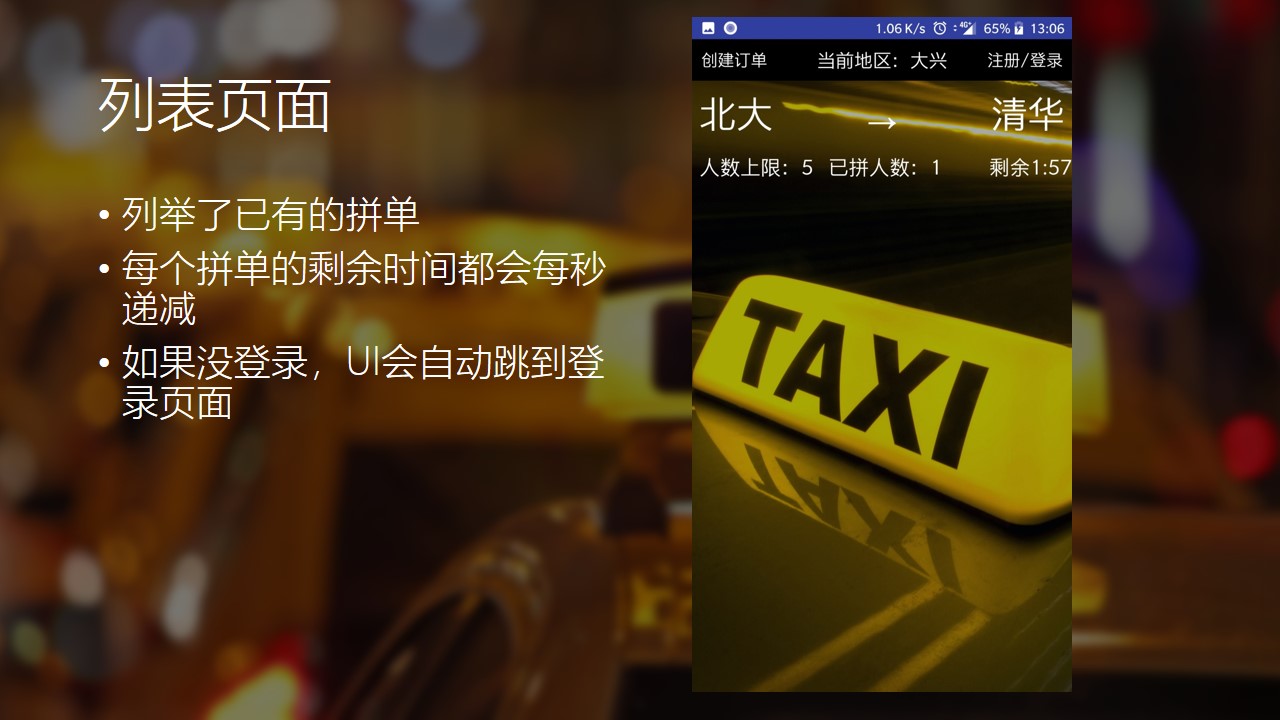 列表页面
• 列举了已有的拼单
• 每个拼单的剩余时间都会每秒
递减
• 如果没登录，UI会自动跳到登
录页面
1.06 K/s 4G+ 65% 13:06
创建订单 当前地区：大兴 注册/登录
北大 → 清华
人数上限：5 已拼人数：1 剩余1:57
TAXI
TAXI